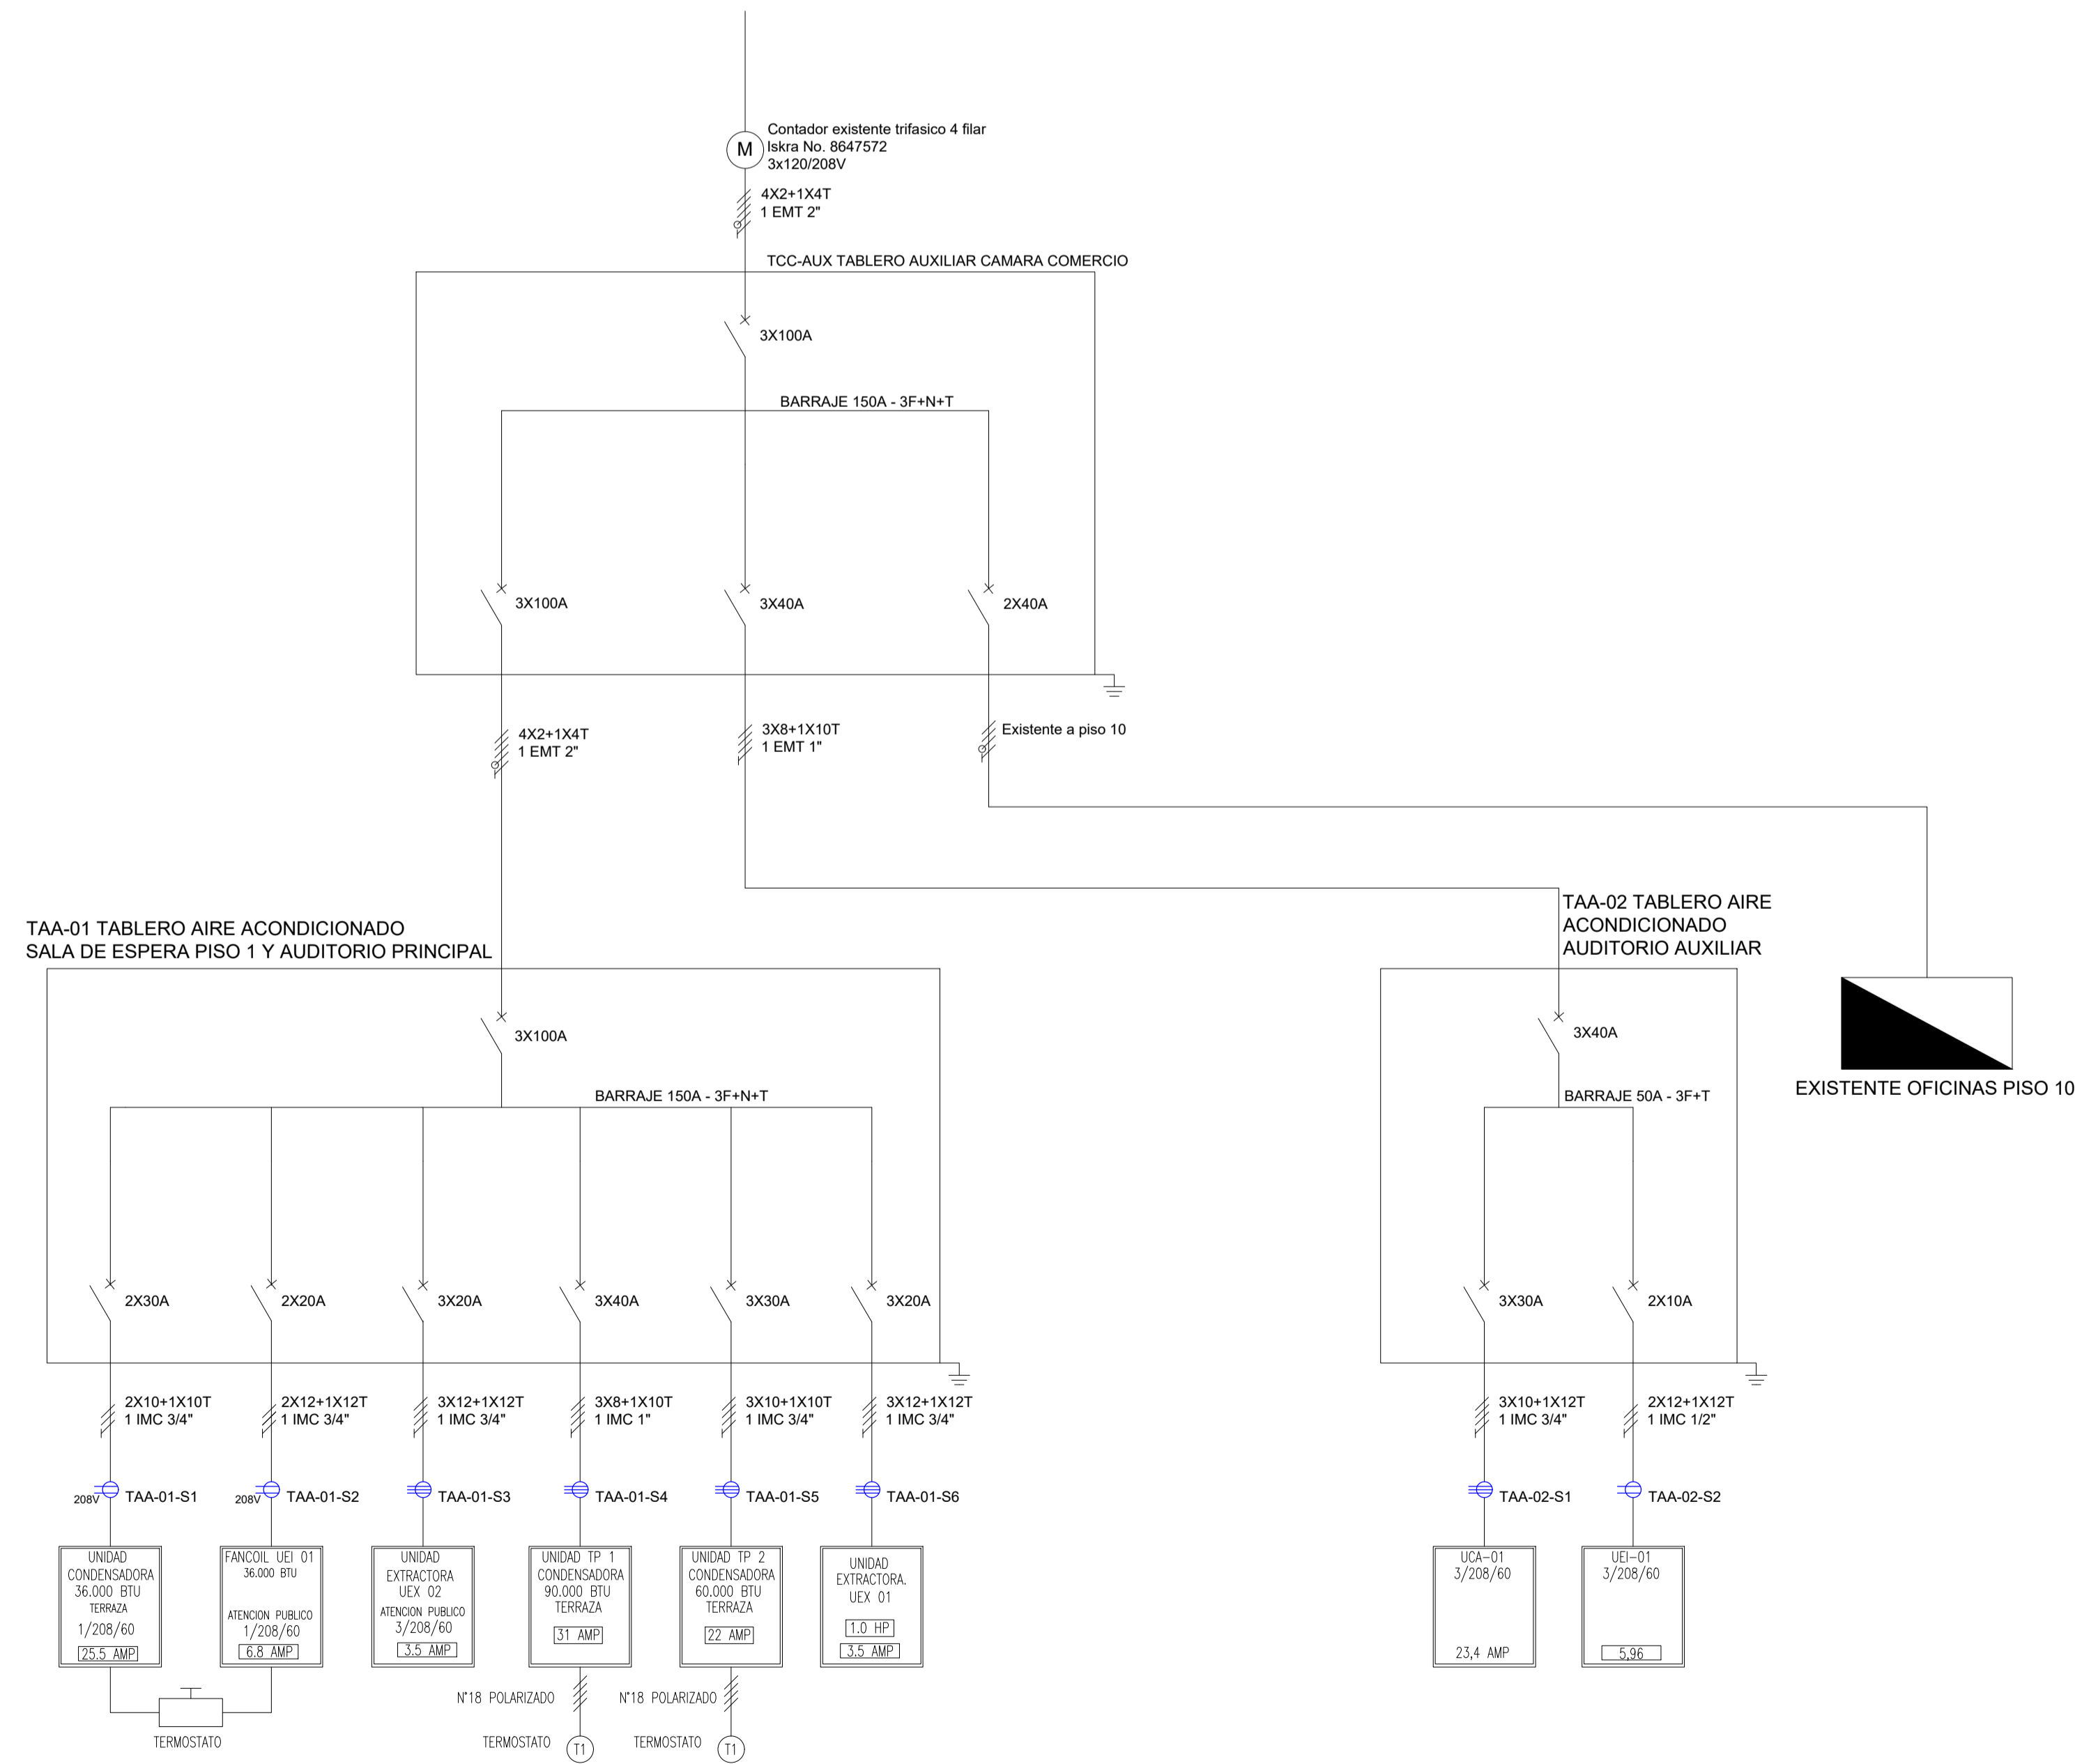 Contador existente trifasico 4 filar
M
Iskra No. 8647572
3x120/208V
4X2+1X4T
1 EMT 2"
TCC-AUX TABLERO AUXILIAR CAMARA COMERCIO
3X100A
BARRAJE 150A - 3F+N+T
3X100A
3X40A
2X40A
4X2+1X4T
1 EMT 2"
3X8+1X10T
1 EMT 1"
Existente a piso 10
TAA-01 TABLERO AIRE ACONDICIONADO
SALA DE ESPERA PISO 1 Y AUDITORIO PRINCIPAL
3X100A
BARRAJE 150A - 3F+N+T
2X30A
2X20A
3X20A
3X40A
3X30A
3X20A
2X10+1X10T
1 IMC 3/4"
2X12+1X12T
1 IMC 3/4"
3X12+1X12T
1 IMC 3/4"
3X8+1X10T
1 IMC 1"
3X10+1X10T
1 IMC 3/4"
3X12+1X12T
1 IMC 3/4"
208V
TAA-01-S1
208V
TAA-01-S2
TAA-01-S3
TAA-01-S4
TAA-01-S5
TAA-01-S6
UNIDAD
CONDENSADORA
36.000 BTU
TERRAZA
1/208/60
25.5 AMP
FANCOIL UEI 01
36.000 BTU
ATENCION PUBLICO
1/208/60
6.8 AMP
UNIDAD
EXTRACTORA
UEX 02
ATENCION PUBLICO
3/208/60
3.5 AMP
UNIDAD TP 1
CONDENSADORA
90.000 BTU
TERRAZA
31 AMP
UNIDAD TP 2
CONDENSADORA
60.000 BTU
TERRAZA
22 AMP
UNIDAD
EXTRACTORA.
UEX 01
1.0 HP
3.5 AMP
TERMOSTATO
N°18 POLARIZADO
TERMOSTATO
T1
N°18 POLARIZADO
TERMOSTATO
T1
TAA-02 TABLERO AIRE
ACONDICIONADO
AUDITORIO AUXILIAR
3X40A
BARRAJE 50A - 3F+T
3X30A
2X10A
3X10+1X12T
1 IMC 3/4"
2X12+1X12T
1 IMC 1/2"
TAA-02-S1
TAA-02-S2
UCA-01
3/208/60
23,4 AMP
UEI-01
3/208/60
5,96
EXISTENTE OFICINAS PISO 10